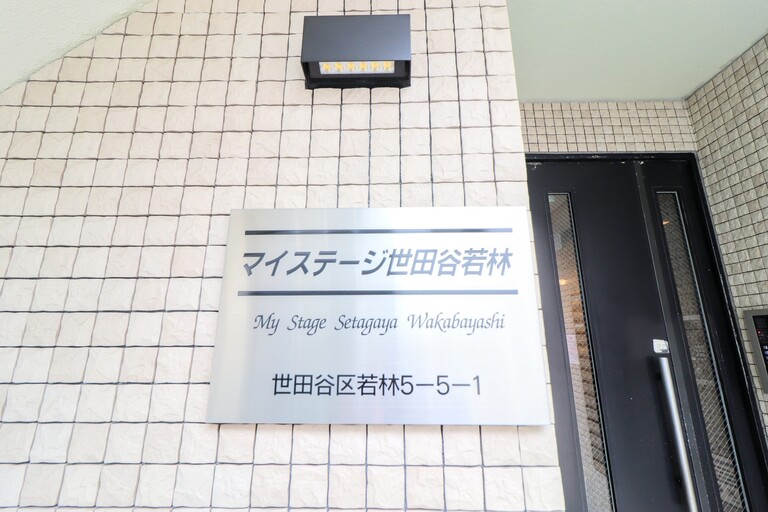 マイステージ世田谷若林
My Stage Setagaya Wakabayashi
世田谷区若林5-5-1